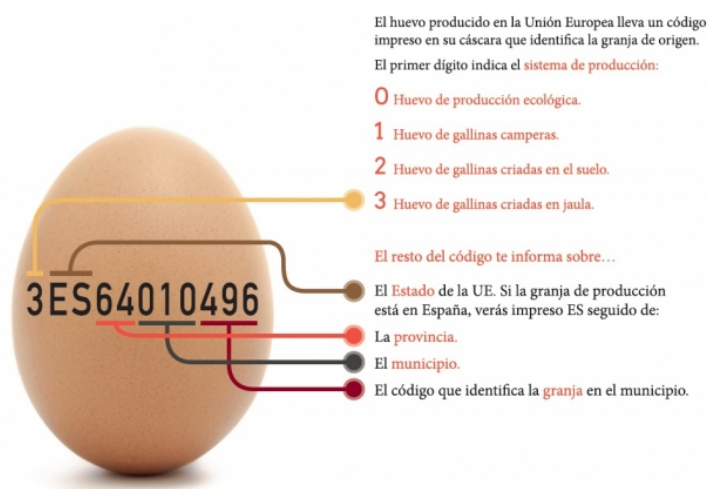 El huevo producido en la Unión Europea lleva un código
impreso en su cáscara que identifica la granja de origen.
El primer dígito indica el sistema de producción:
0 Huevo de producción ecológica.
1 Huevo de gallinas camperas.
2 Huevo de gallinas criadas en el suelo.
3 Huevo de gallinas criadas en jaula.
El resto del código te informa sobre...
3ES64010496
El Estado de la UE. Si la granja de producción
está en España, verás impreso ES seguido de:
La provincia.
El municipio.
El código que identifica la granja en el municipio.